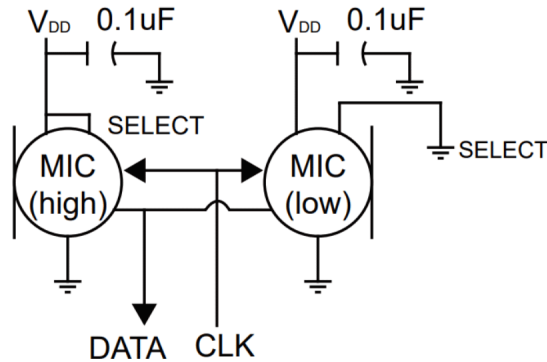 VDD 0.1uF VDD 0.1uF
SELECT
SELECT
MIC
(high)
MIC
(low)
DATA CLK